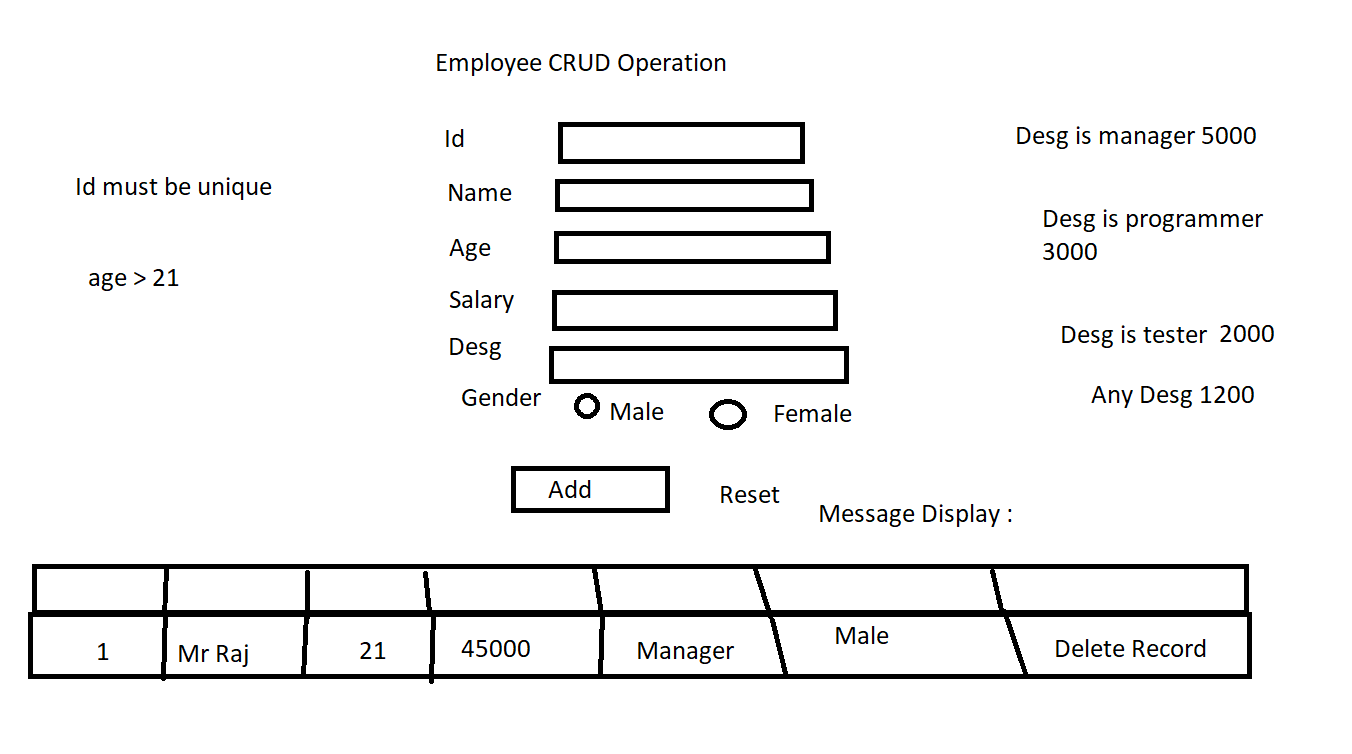 Employee CRUD Operation
Id
Desg is manager 5000
Id must be unique
Name
Desg is programmer
3000
Age
age > 21
Salary
Desg is tester 2000
Desg
Any Desg 1200
Gender
Male
Female
Add
Reset
Message Display :
1
Mr Raj
21
45000
Manager
Male
Delete Record